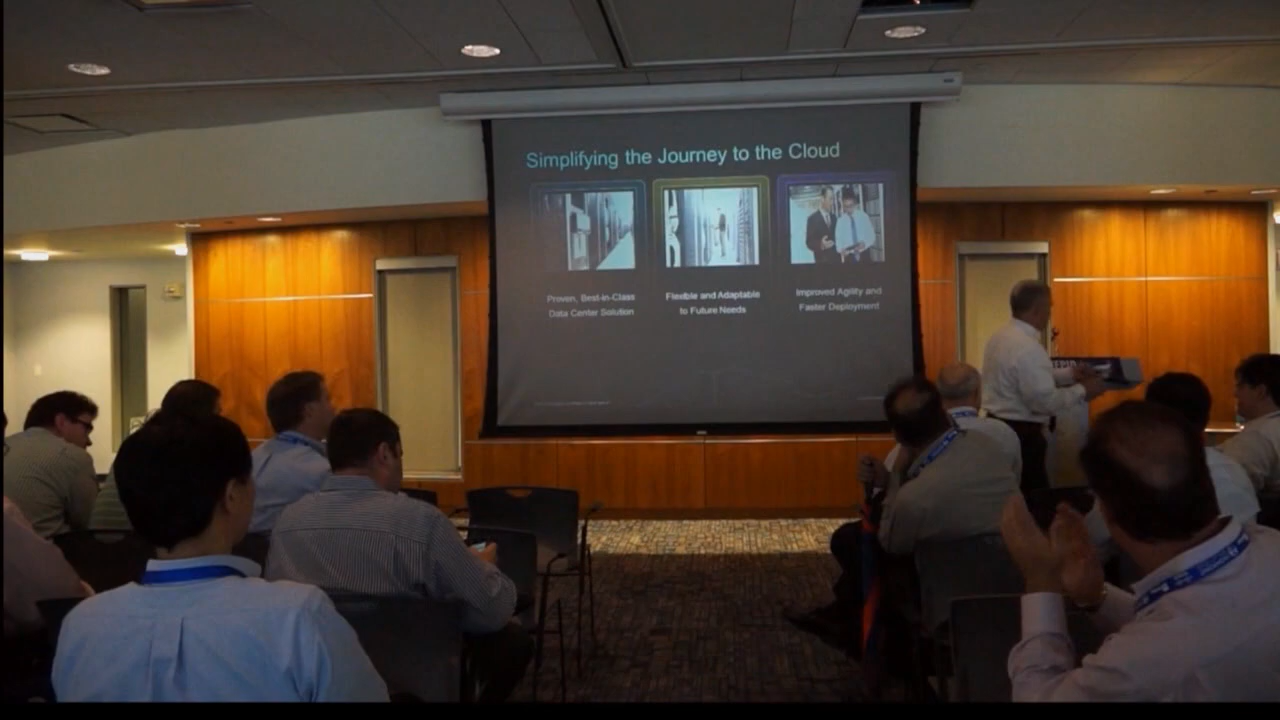 Simplifying the Journey to the Cloud
Proven, Best-in-Class
Data Center Solution
Flexible and Adaptable
to Future Needs
Improved Agility and
Faster Deployment